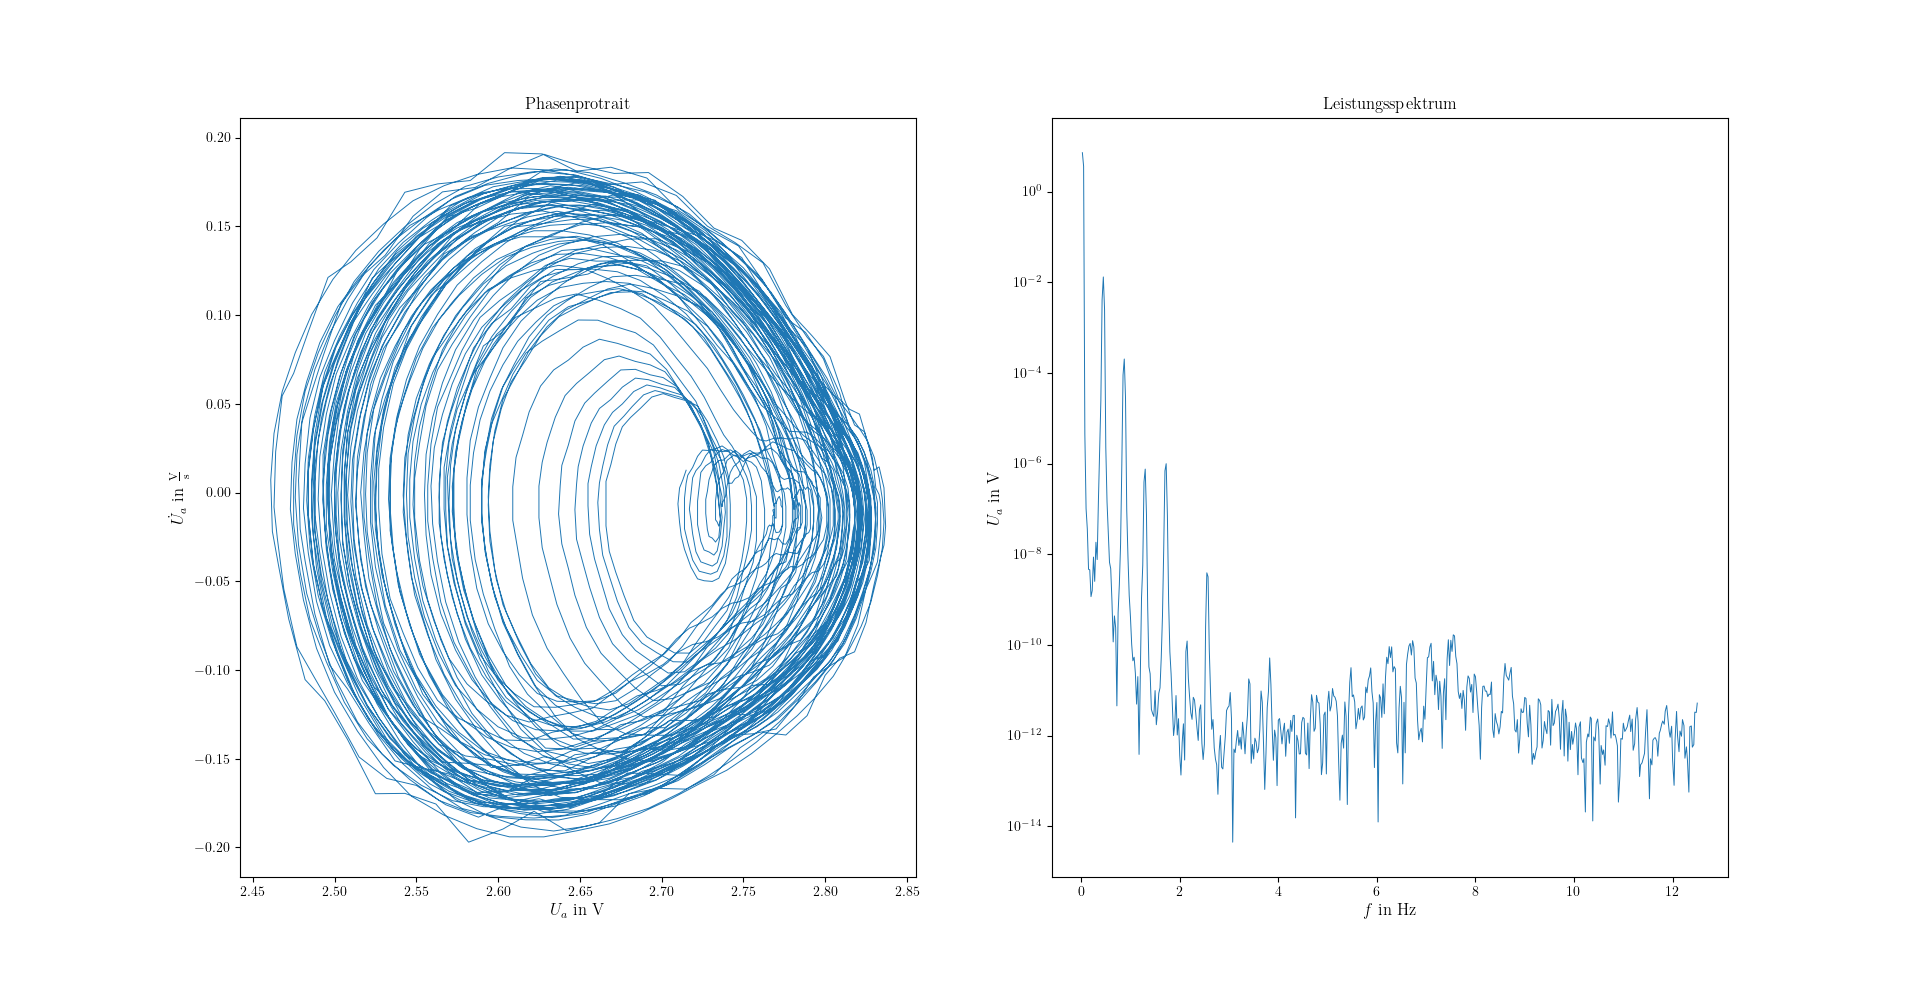 Phasenprotrait
0.20
0.15
0.10
0.05
0.00
−0.05
−0.10
−0.15
−0.20
U̇ₐ in V/s
2.45 2.50 2.55 2.60 2.65 2.70 2.75 2.80 2.85
Uₐ in V
Leistungsspektrum
10⁰
10⁻²
10⁻⁴
10⁻⁶
10⁻⁸
10⁻¹⁰
10⁻¹²
10⁻¹⁴
Uₐ in V
0 2 4 6 8 10 12
f in Hz